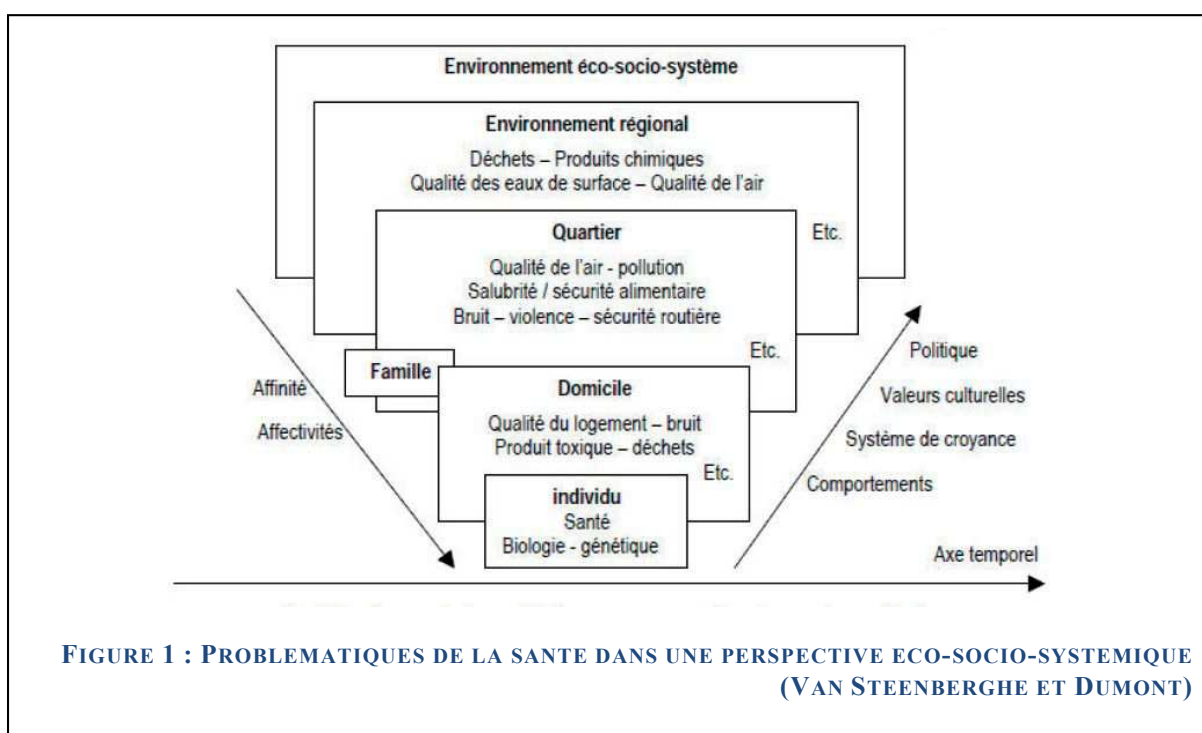 Environnement éco-socio-système
Environnement régional
Déchets – Produits chimiques
Qualité des eaux de surface – Qualité de l'air
Etc.
Quartier
Qualité de l'air - pollution
Salubrité / sécurité alimentaire
Bruit – violence – sécurité routière
Etc.
Famille
Domicile
Qualité du logement – bruit
Produit toxique – déchets
Etc.
individu
Santé
Biologie - génétique
Affinité
Affectivités
Politique
Valeurs culturelles
Système de croyance
Comportements
Axe temporel
FIGURE 1 : PROBLEMATIQUES DE LA SANTE DANS UNE PERSPECTIVE ECO-SOCIO-SYSTEMIQUE
(VAN STEENBERGHE ET DUMONT)